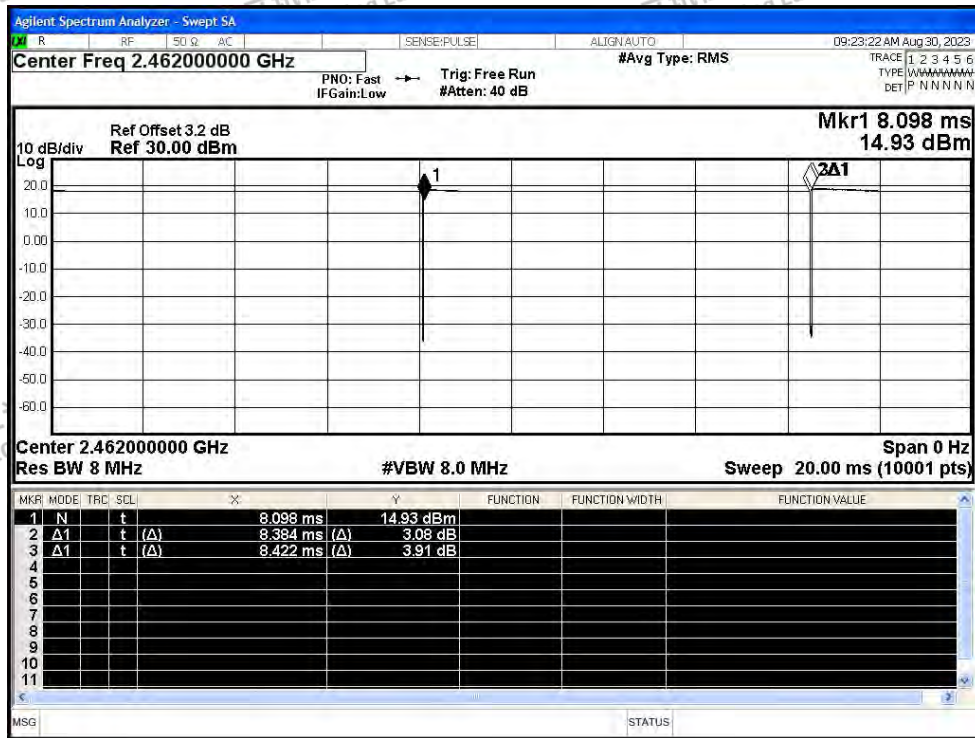 Agilent Spectrum Analyzer - Swept SA
LXI R RF 50 Ω AC SENSE:PULSE ALIGN AUTO 09:23:22 AM Aug 30, 2023
Center Freq 2.462000000 GHz #Avg Type: RMS TRACE 1 2 3 4 5 6
PNO: Fast Trig: Free Run TYPE WWWWWW
IFGain:Low #Atten: 40 dB DET P N N N N N
Mkr1 8.098 ms
Ref Offset 3.2 dB
10 dB/div Ref 30.00 dBm 14.93 dBm
Log
1 3Δ1
20.0
10.0
0.00
-10.0
-20.0
-30.0
-40.0
-50.0
-60.0
Center 2.462000000 GHz Span 0 Hz
Res BW 8 MHz #VBW 8.0 MHz Sweep 20.00 ms (10001 pts)
MKR MODE TRC SCL X Y FUNCTION FUNCTION WIDTH FUNCTION VALUE
1 N t 8.098 ms 14.93 dBm
2 Δ1 t (Δ) 8.384 ms (Δ) 3.08 dB
3 Δ1 t (Δ) 8.422 ms (Δ) 3.91 dB
4
5
6
7
8
9
10
11
MSG STATUS